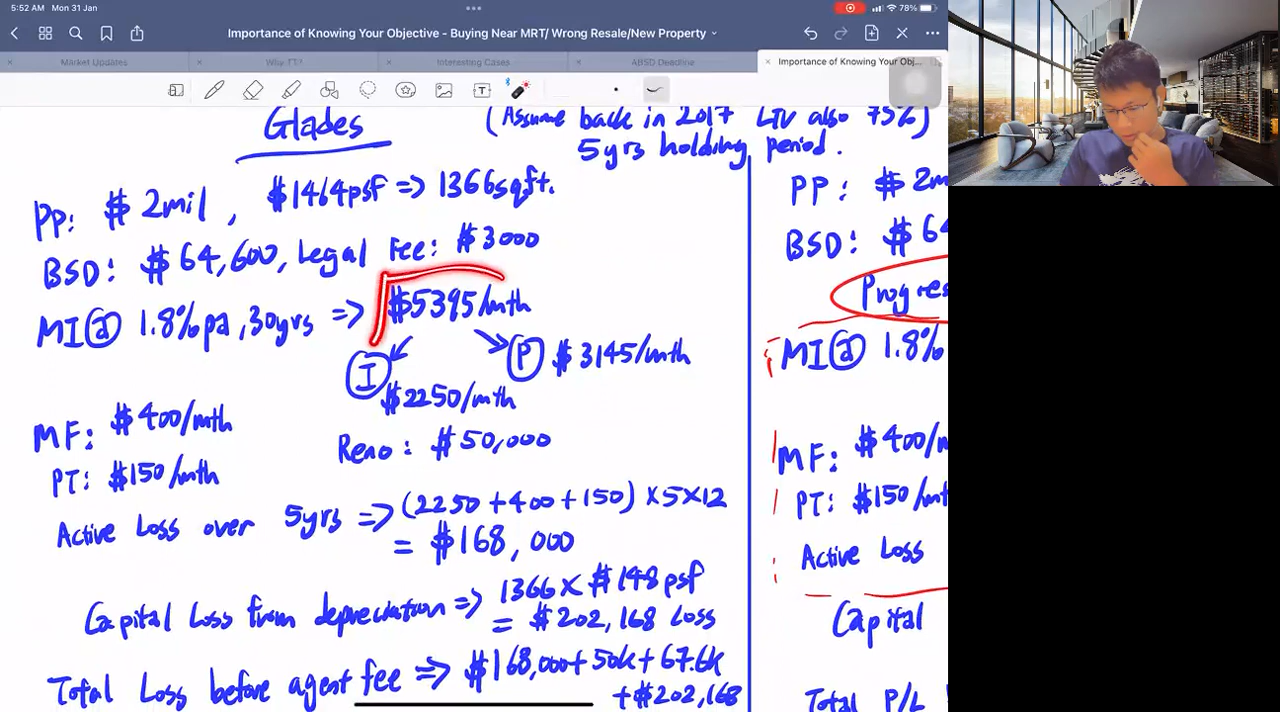 5:52 AM Mon 31 Jan
78%
Importance of Knowing Your Objective - Buying Near MRT/ Wrong Resale/New Property
Market Updates
Why TT?
Interesting Cases
ABSD Deadline
Importance of Knowing Your Obj...
Glades
(Assume back in 2017 LTV also 75%)
5yrs holding period.
PP: $2mil, $1464psf => 1366sqft.
BSD: $64,600, Legal Fee: $3000
MI@ 1.8%pa, 30yrs => $5395/mth
I
$2250/mth
P $3145/mth
MF: $400/mth
PT: $150/mth
Reno: $50,000
Active Loss over 5yrs => (2250+400+150) x5x12
= $168,000
Capital Loss from depreciation => 1366 x $148psf
= $202,168 Loss
Total Loss before agent fee => $168,000+50k+67.6k
+$202,168
PP: $2m
BSD: $64
Progres
MI@ 1.8%
MF: $400/m
PT: $150/mt
Active Loss
Capital
Total P/L